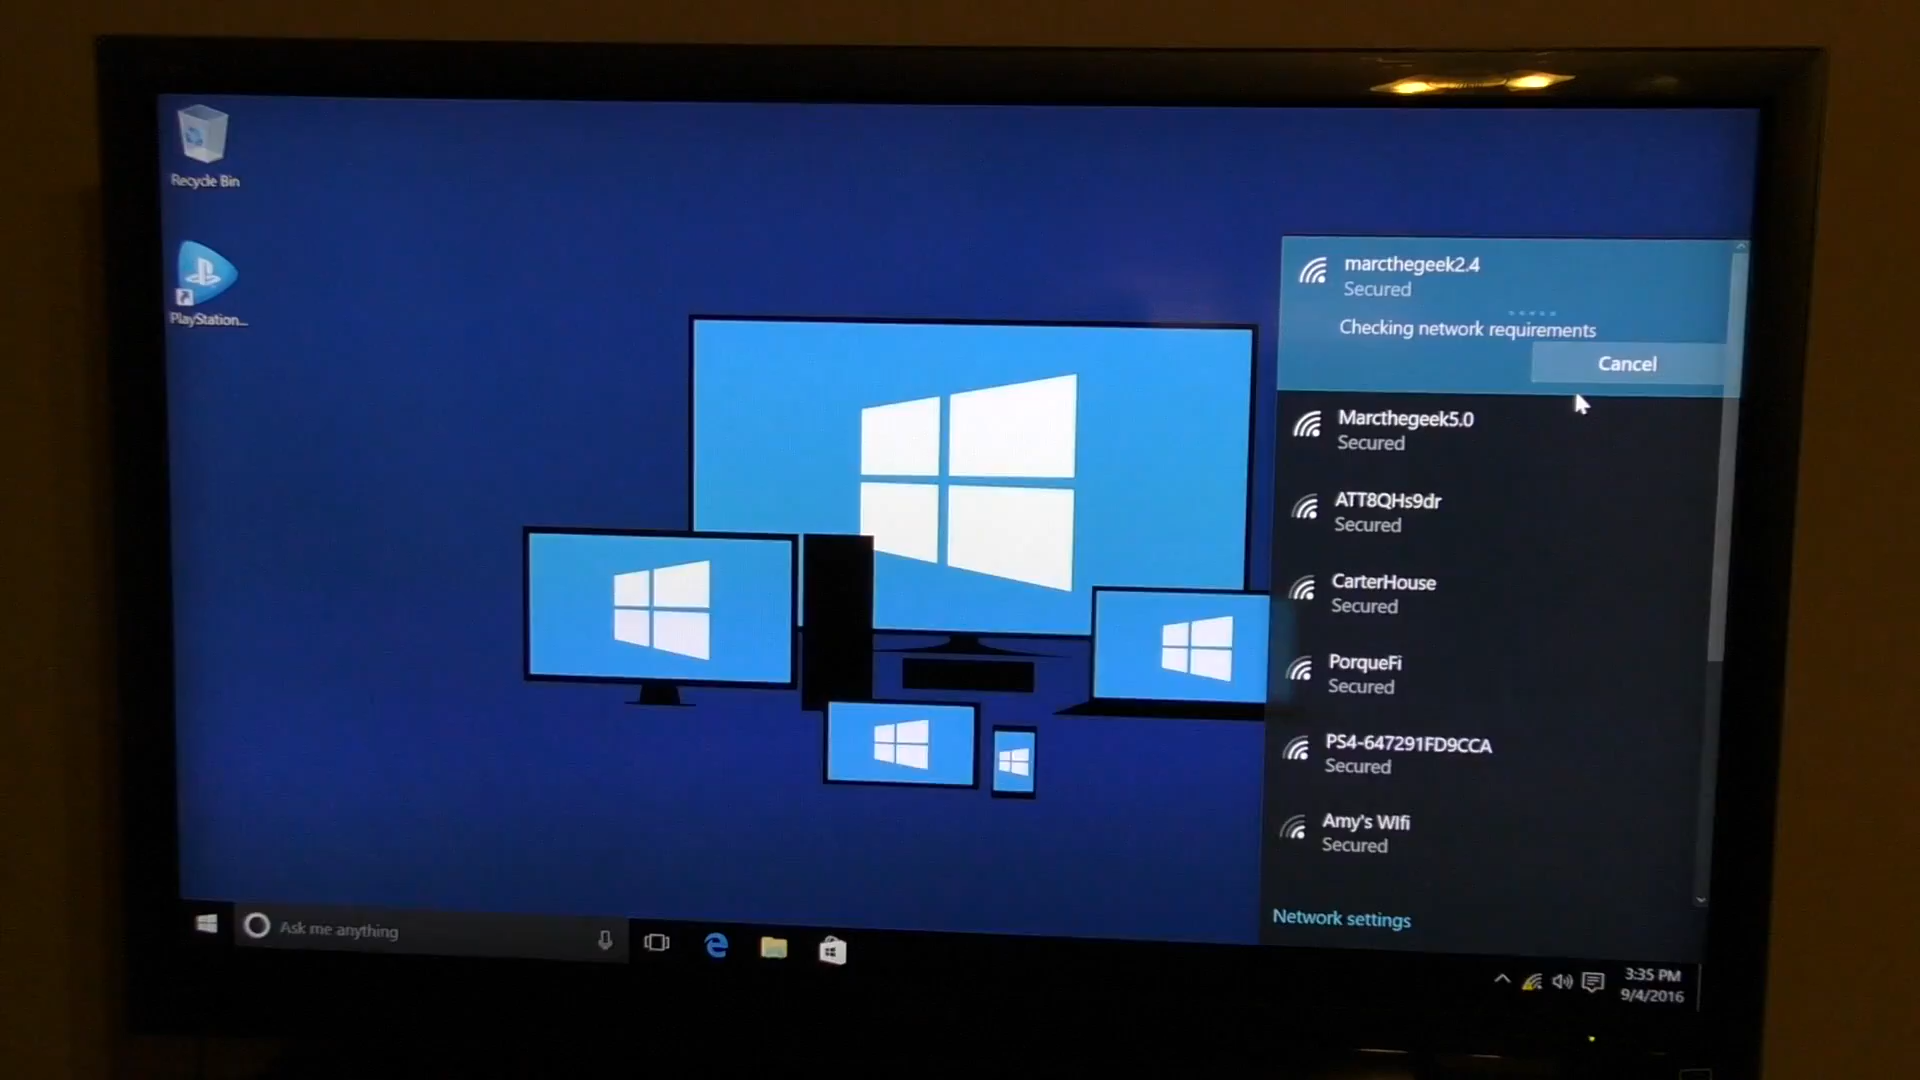 Recycle Bin
PlayStation...
marcthegeek2.4
Secured
Checking network requirements
Cancel
Marcthegeek5.0
Secured
ATT8QHs9dr
Secured
CarterHouse
Secured
PorqueFi
Secured
PS4-647291FD9CCA
Secured
Amy's WIfi
Secured
Network settings
Ask me anything
3:35 PM
9/4/2016